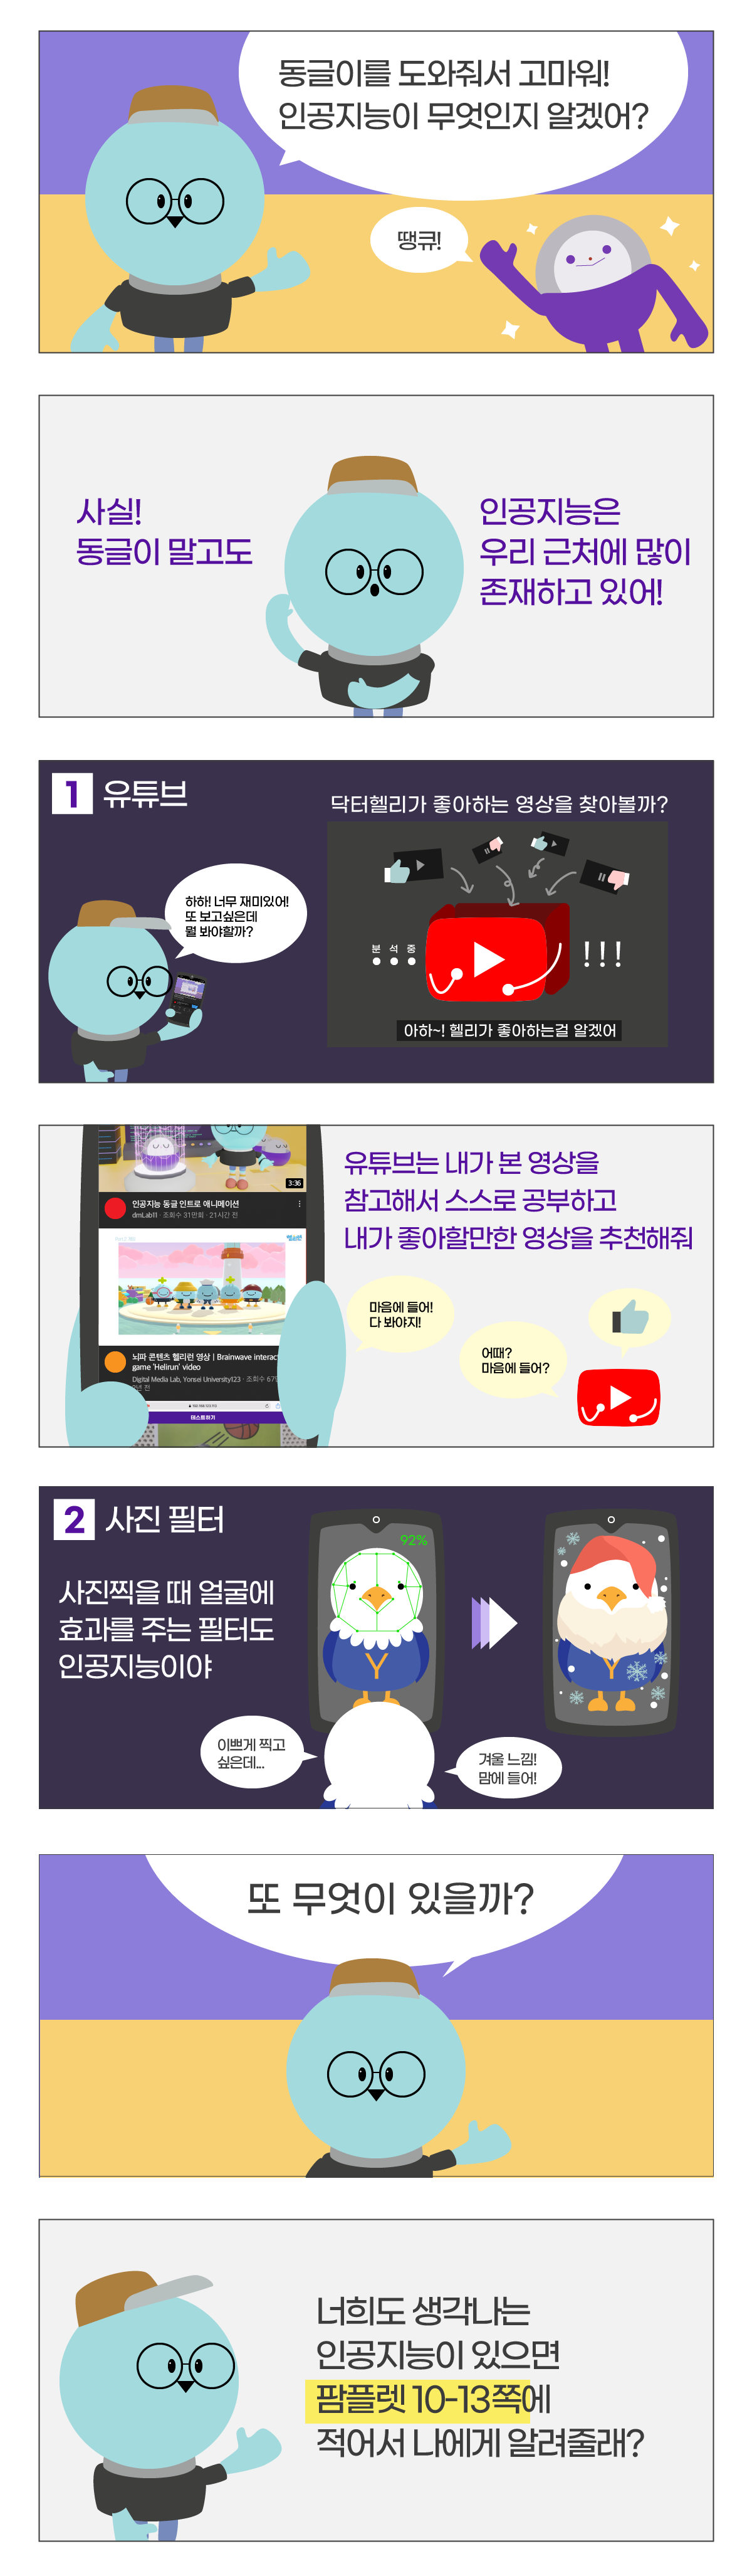 동글이를 도와줘서 고마워!
인공지능이 무엇인지 알겠어?
땡큐!
사실!
동글이 말고도
인공지능은
우리 근처에 많이
존재하고 있어!
1 유튜브
닥터헬리가 좋아하는 영상을 찾아볼까?
하하! 너무 재미있어!
또 보고싶은데
뭘 봐야할까?
분 석 중
!!!
아하~! 헬리가 좋아하는걸 알겠어
3:36
인공지능 동글 인트로 애니메이션
dmLab11 · 조회수 31만회 · 21시간 전
뇌파 콘텐츠 헬리런 영상 | Brainwave interac
game 'Helirun' video
Digital Media Lab, Yonsei University123 · 조회수 67
년 전
테스트하기
유튜브는 내가 본 영상을
참고해서 스스로 공부하고
내가 좋아할만한 영상을 추천해줘
마음에 들어!
다 봐야지!
어때?
마음에 들어?
2 사진 필터
92%
사진찍을 때 얼굴에
효과를 주는 필터도
인공지능이야
Y
Y
이쁘게 찍고
싶은데...
겨울 느낌!
맘에 들어!
또 무엇이 있을까?
너희도 생각나는
인공지능이 있으면
팜플렛 10-13쪽에
적어서 나에게 알려줄래?